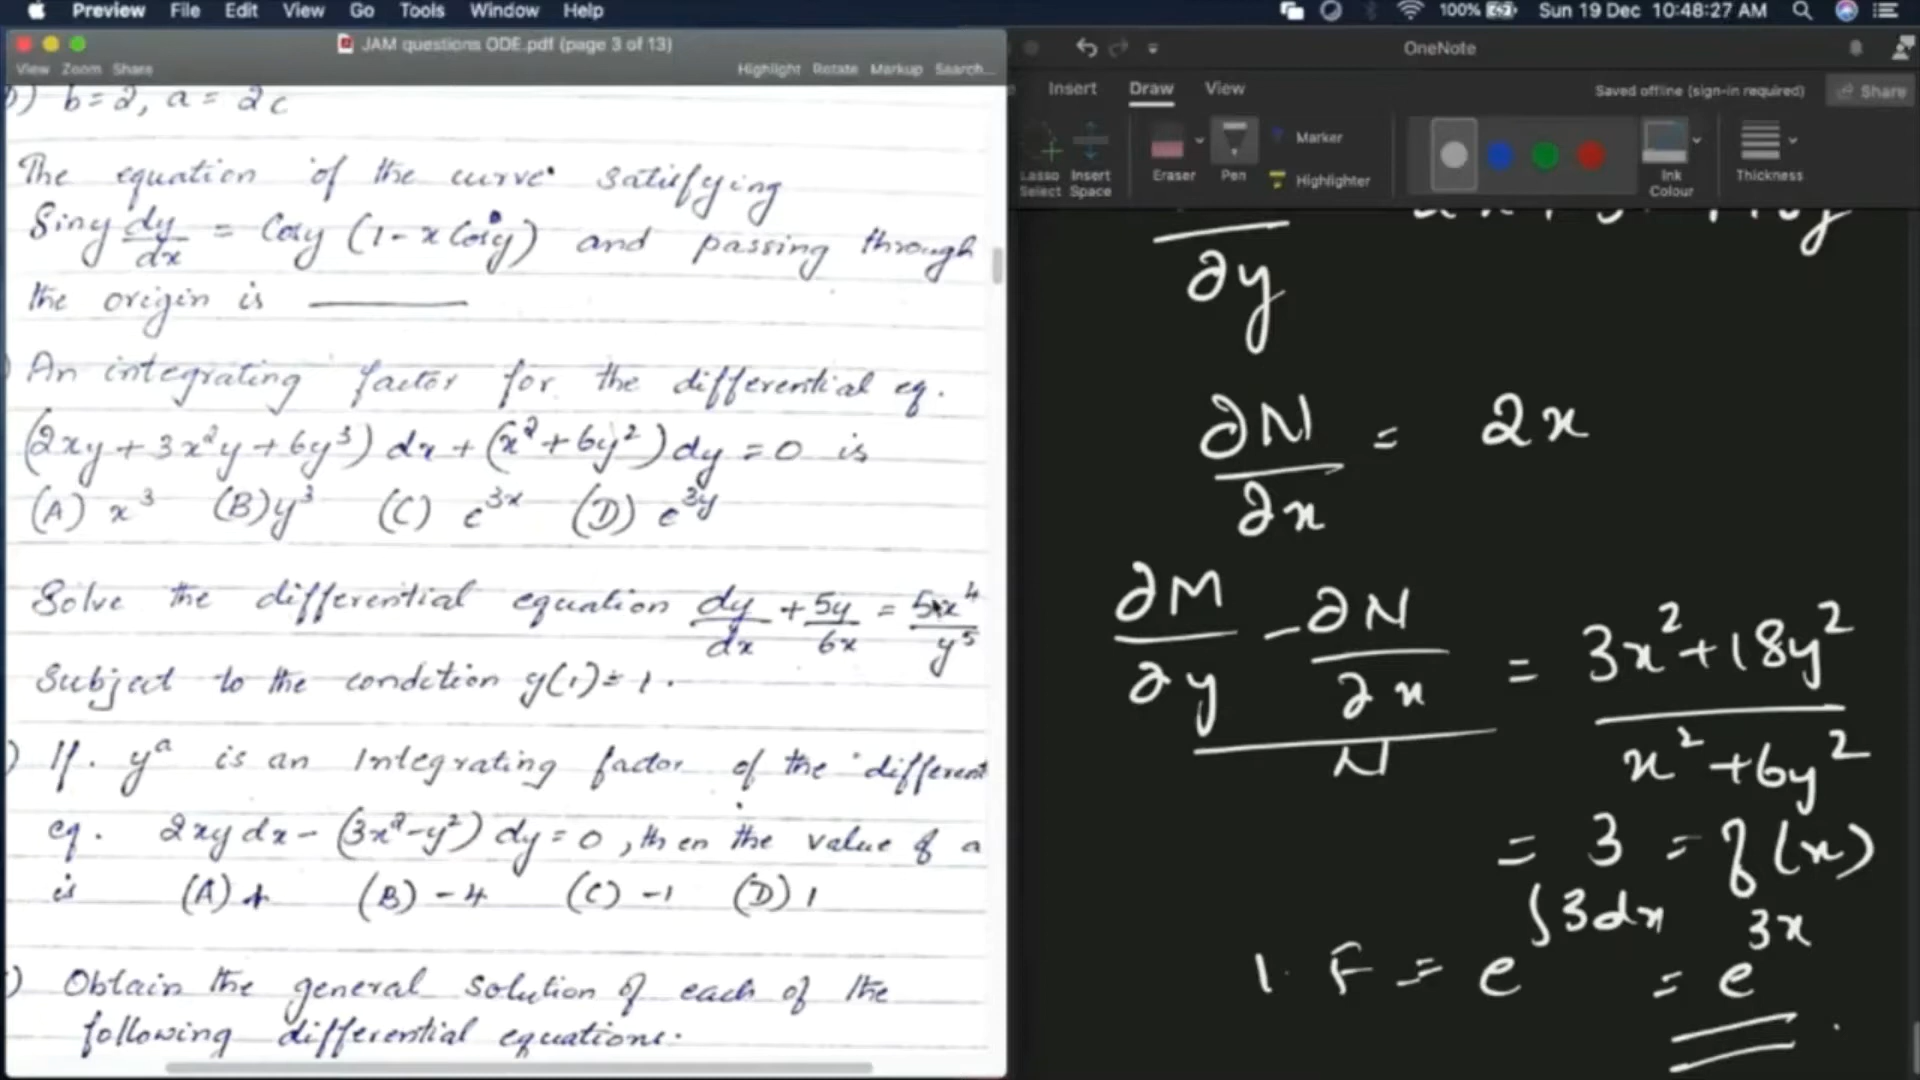 Preview File Edit View Go Tools Window Help
100% Sun 19 Dec 10:48:27 AM
JAM questions ODE.pdf (page 3 of 13)
View Zoom Share
Highlight Rotate Markup Search...
b) b=2, a = 2c
The equation of the curve satisfying
Siny dy/dx = Cosy (1 - x Cosy) and passing through
the origin is ________
An integrating factor for the differential eq.
(2xy + 3x²y + 6y³) dx + (x² + 6y²) dy = 0 is
(A) x³ (B) y³ (C) e^3x (D) e^3y
Solve the differential equation dy/dx + 5y/6x = 5x⁴/y⁵
Subject to the condition y(1) = 1.
) If. y^a is an Integrating factor of the different
eq. 2xy dx - (3x² - y²) dy = 0, then the value of a
is (A) 4 (B) -4 (C) -1 (D) 1
) Obtain the general solution of each of the
following differential equations.
OneNote
Insert Draw View
Saved offline (sign-in required) Share
Lasso Select Insert Space Eraser Pen Marker Highlighter Ink Colour Thickness
∂y
∂N/∂x = 2x
(∂M/∂y - ∂N/∂x)/N = (3x² + 18y²)/(x² + 6y²)
= 3 = f(x)
I. F = e^∫3dx = e^3x